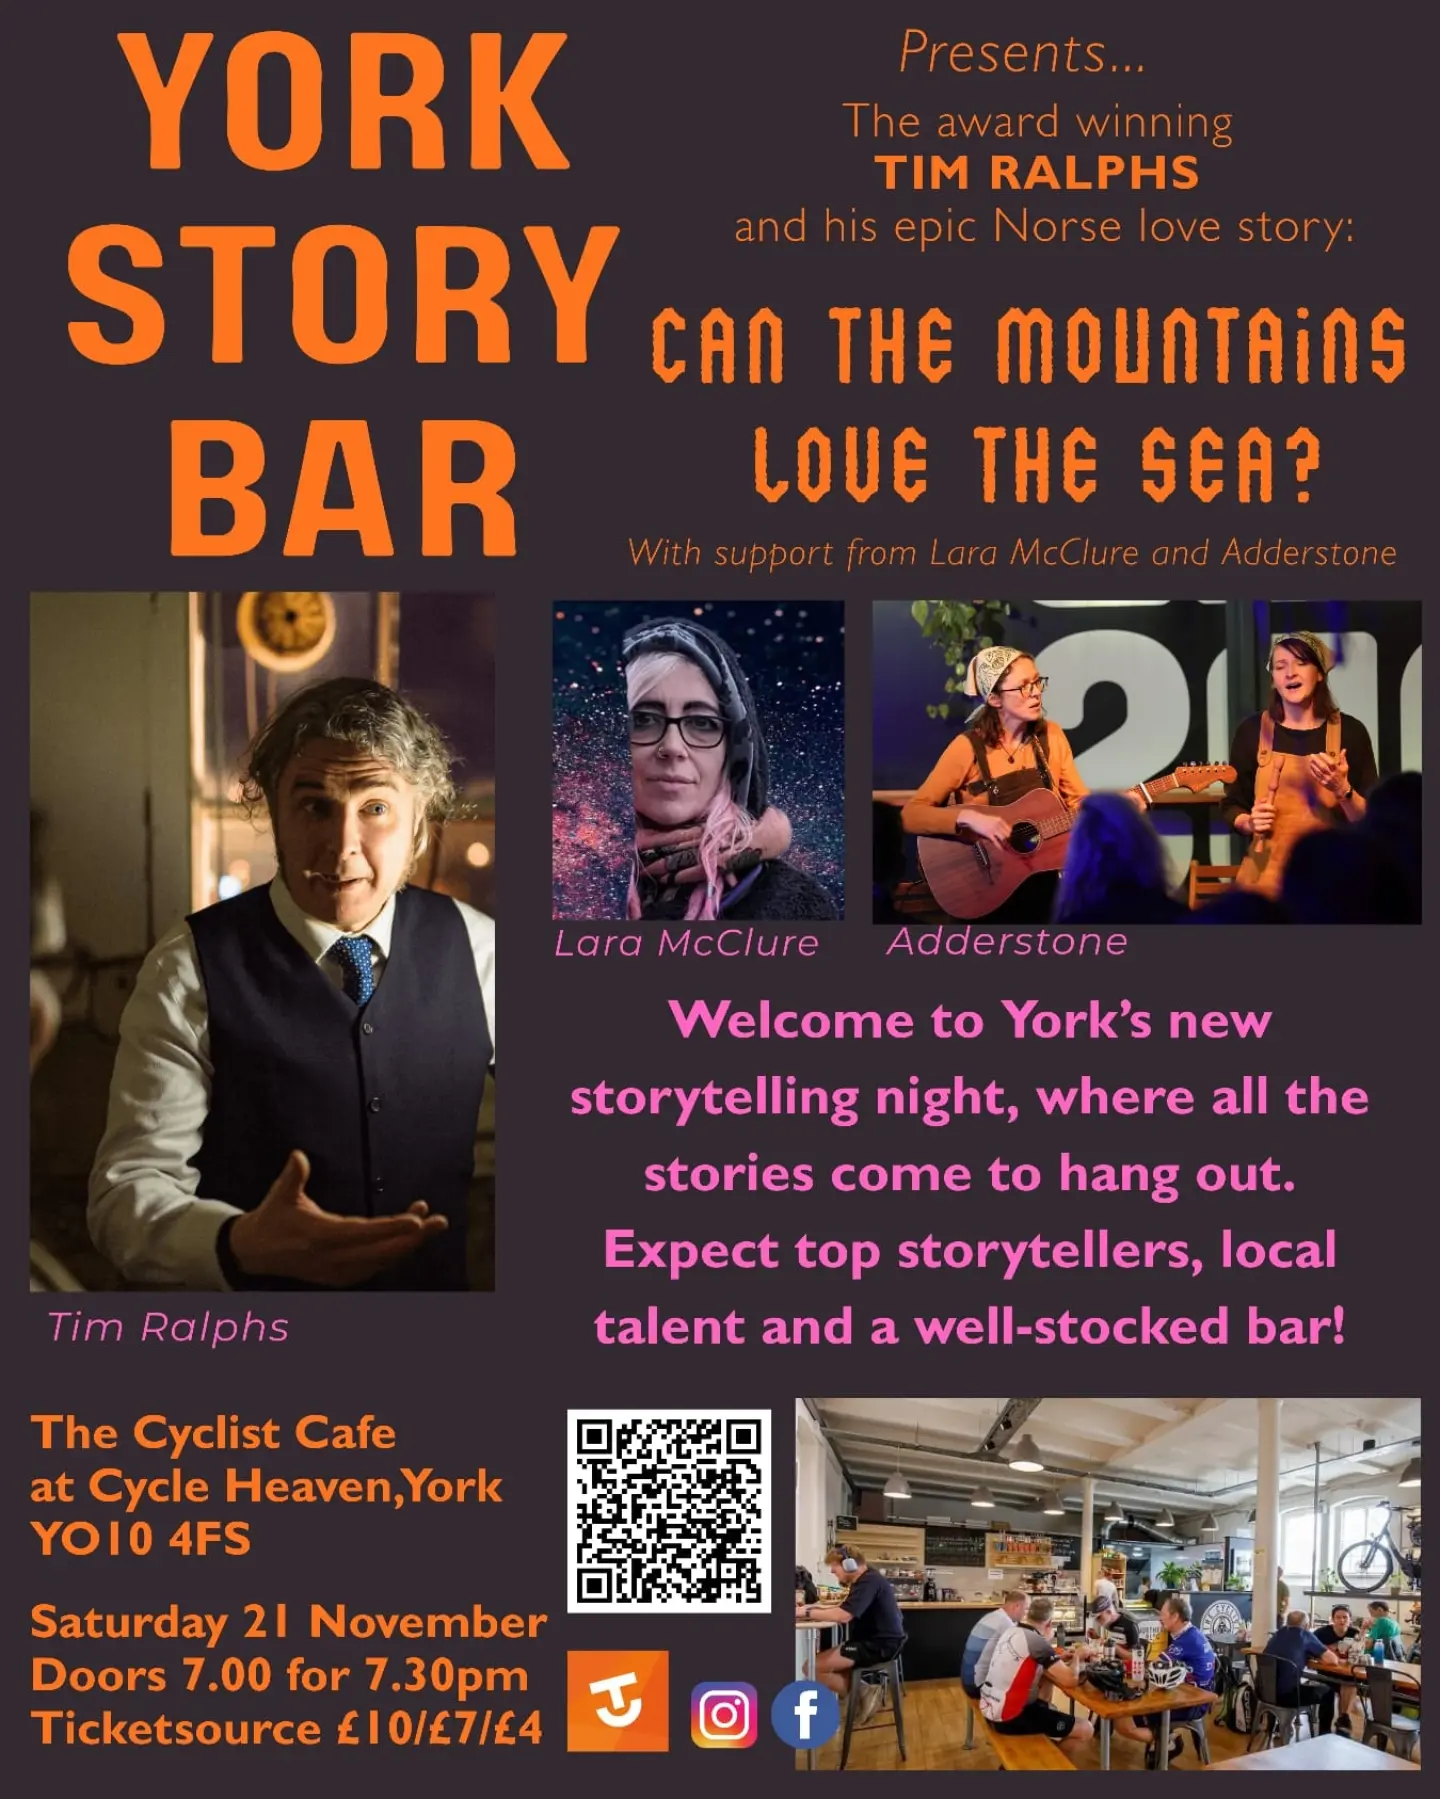 YORK
STORY
BAR
Presents...
The award winning
TIM RALPHS
and his epic Norse love story:
CAN THE MOUNTAiNS
LOVE THE SEA?
With support from Lara McClure and Adderstone
Lara McClure
Adderstone
Tim Ralphs
Welcome to York's new
storytelling night, where all the
stories come to hang out.
Expect top storytellers, local
talent and a well-stocked bar!
The Cyclist Cafe
at Cycle Heaven,York
YO10 4FS
Saturday 21 November
Doors 7.00 for 7.30pm
Ticketsource £10/£7/£4